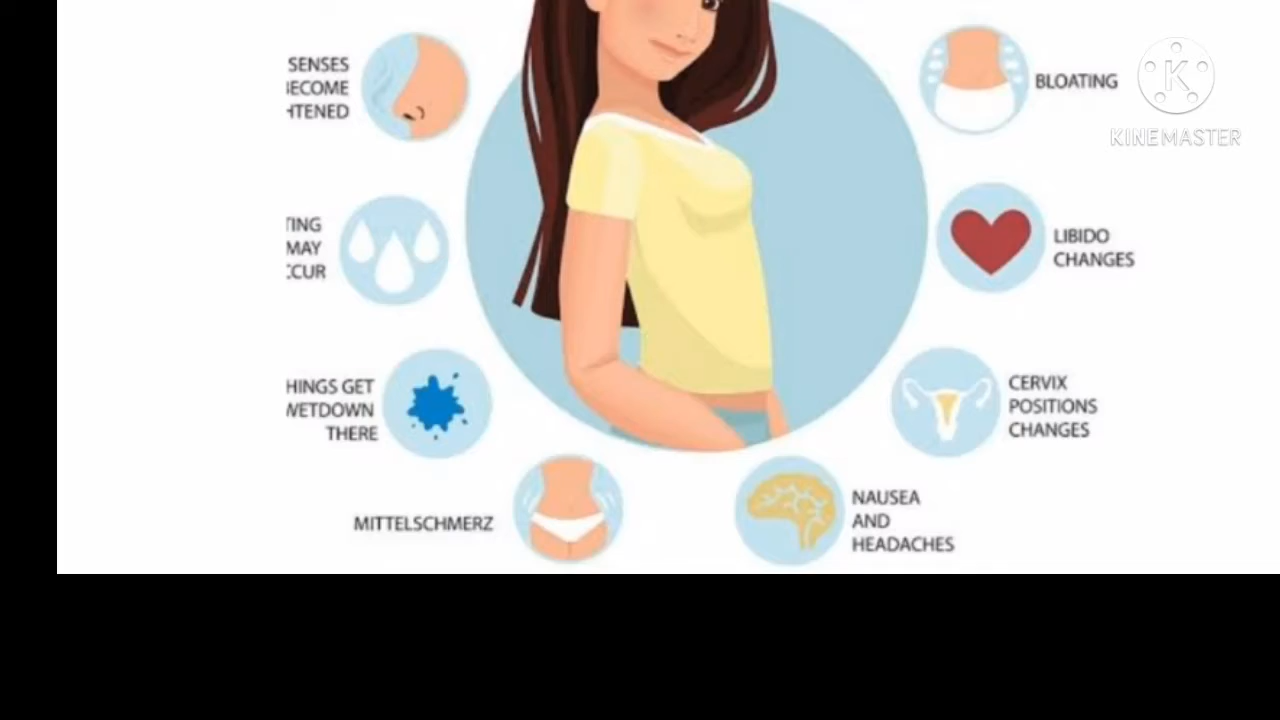 SENSES
BECOME
HTENED
TING
MAY
CCUR
HINGS GET
WETDOWN
THERE
MITTELSCHMERZ
BLOATING
LIBIDO
CHANGES
CERVIX
POSITIONS
CHANGES
NAUSEA
AND
HEADACHES
K
KINEMASTER